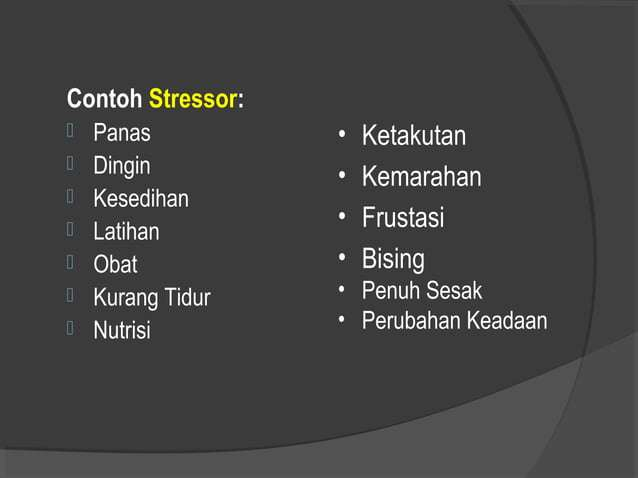 Contoh Stressor:
Panas
Dingin
Kesedihan
Latihan
Obat
Kurang Tidur
Nutrisi
• Ketakutan
• Kemarahan
• Frustasi
• Bising
• Penuh Sesak
• Perubahan Keadaan